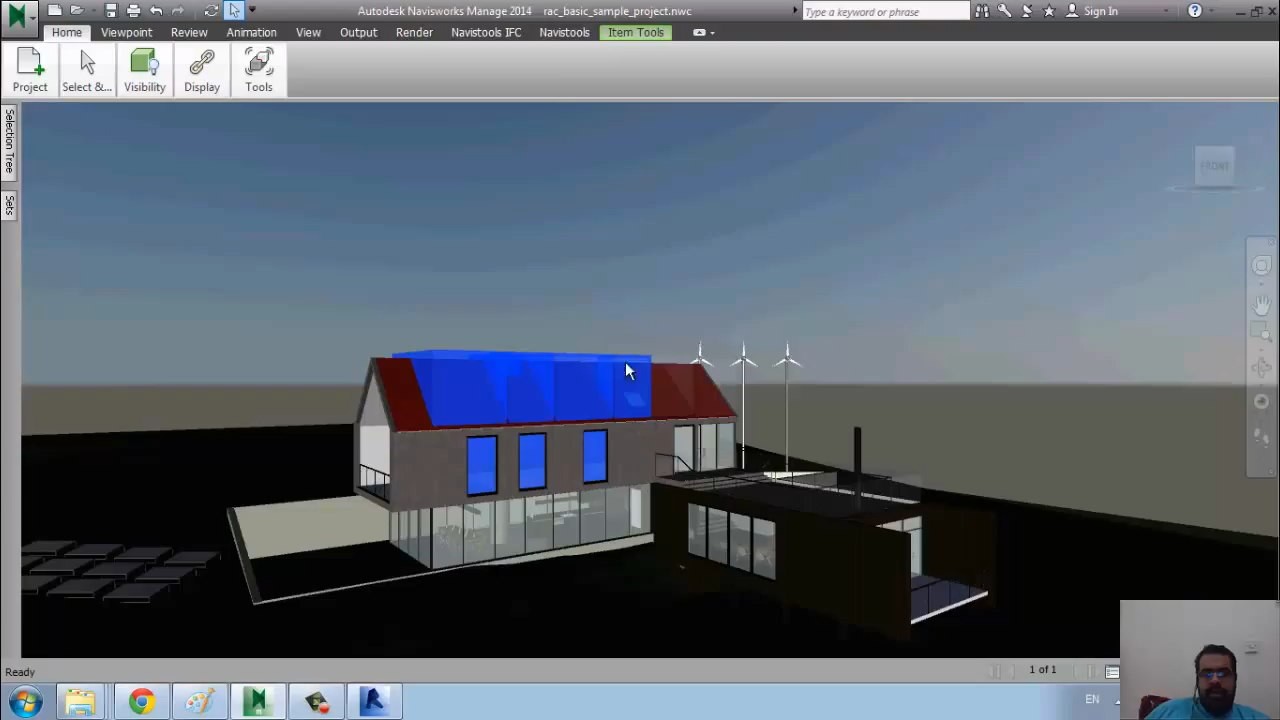 Autodesk Navisworks Manage 2014 rac_basic_sample_project.nwc
Type a keyword or phrase
Sign In
Home Viewpoint Review Animation View Output Render Navistools IFC Navistools Item Tools
Project Select &... Visibility Display Tools
Selection Tree
Sets
FRONT
Ready
1 of 1
EN